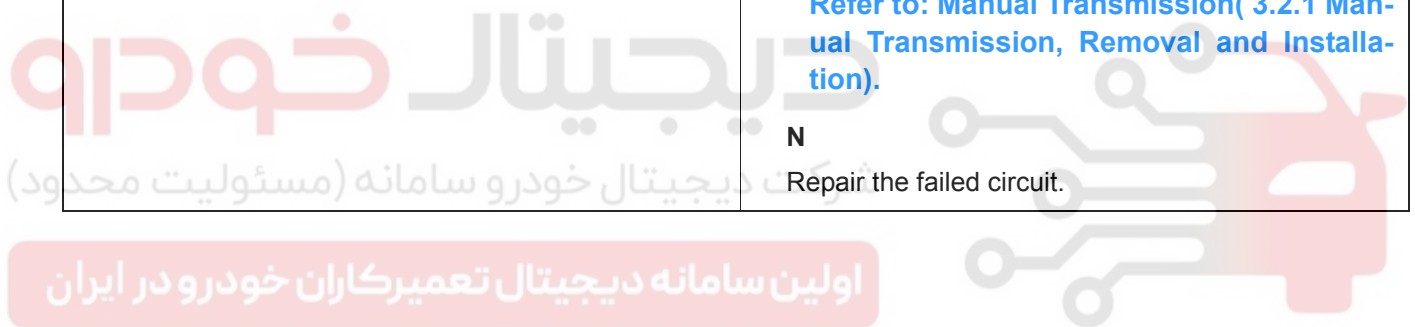 Refer to: Manual Transmission( 3.2.1 Man-
ual Transmission, Removal and Installa-
tion).
N
Repair the failed circuit.
دیجیتال خودرو
شرکت دیجیتال خودرو سامانه (مسئولیت محدود)
اولین سامانه دیجیتال تعمیرکاران خودرو در ایران